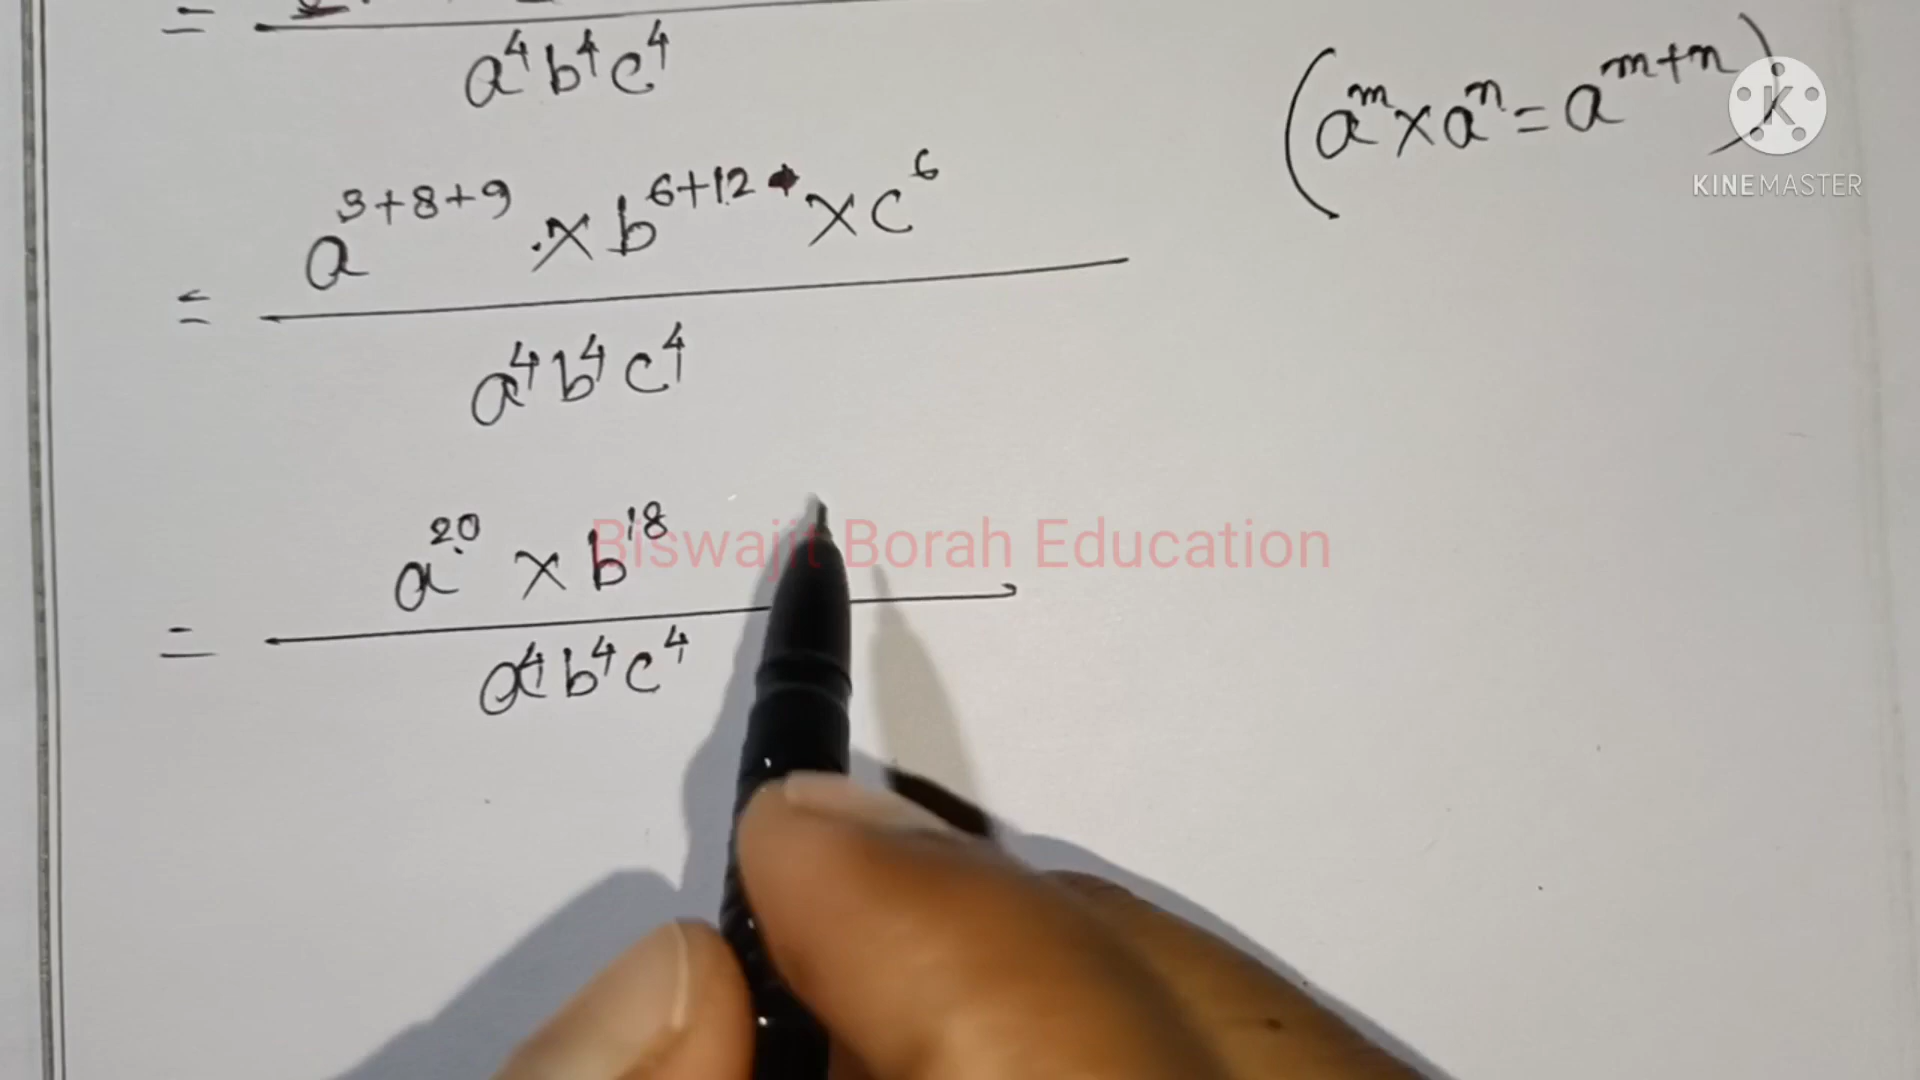 = ―
a⁴b⁴c⁴
(aᵐ×aⁿ=aᵐ⁺ⁿ)
KINEMASTER
a³⁺⁸⁺⁹ × b⁶⁺¹² × c⁶
= ―
a⁴b⁴c⁴
a²⁰ × b¹⁸
Biswajit Borah Education
= ―
a⁴b⁴c⁴